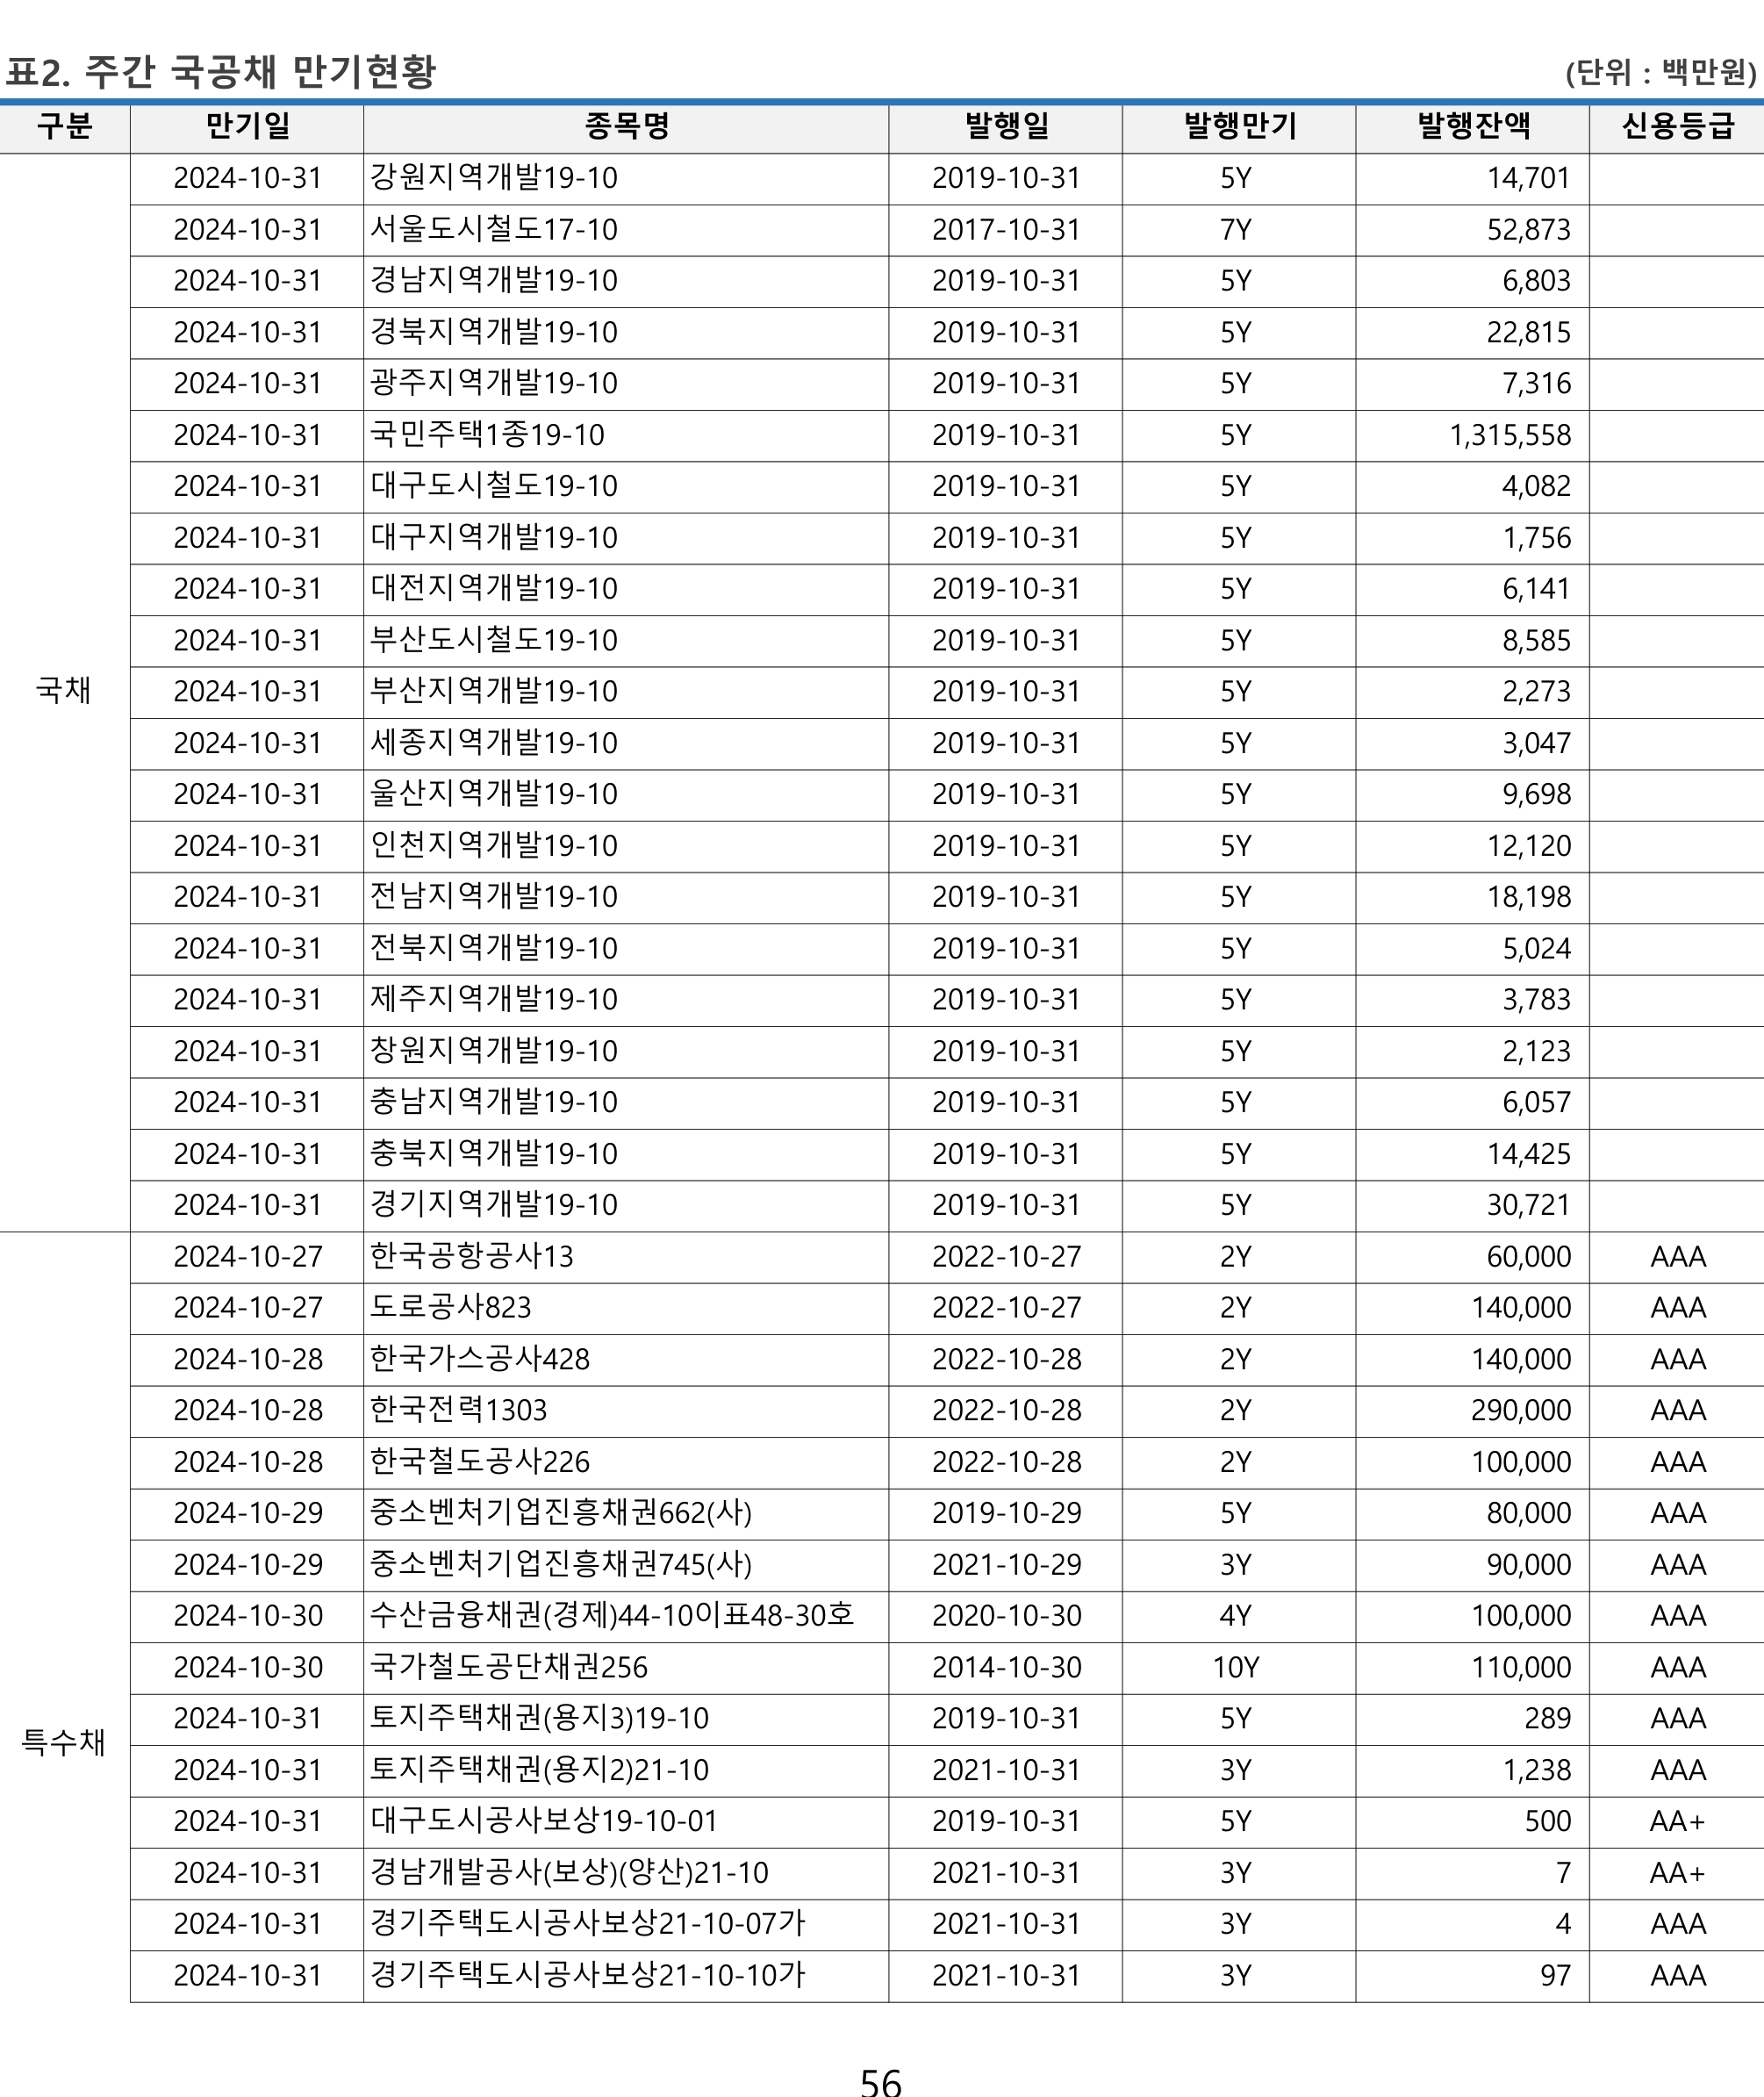 표2. 주간 국공채 만기현황 (단위 : 백만원)
구분 만기일 종목명 발행일 발행만기 발행잔액 신용등급
국채
2024-10-31 강원지역개발19-10 2019-10-31 5Y 14,701
2024-10-31 서울도시철도17-10 2017-10-31 7Y 52,873
2024-10-31 경남지역개발19-10 2019-10-31 5Y 6,803
2024-10-31 경북지역개발19-10 2019-10-31 5Y 22,815
2024-10-31 광주지역개발19-10 2019-10-31 5Y 7,316
2024-10-31 국민주택1종19-10 2019-10-31 5Y 1,315,558
2024-10-31 대구도시철도19-10 2019-10-31 5Y 4,082
2024-10-31 대구지역개발19-10 2019-10-31 5Y 1,756
2024-10-31 대전지역개발19-10 2019-10-31 5Y 6,141
2024-10-31 부산도시철도19-10 2019-10-31 5Y 8,585
2024-10-31 부산지역개발19-10 2019-10-31 5Y 2,273
2024-10-31 세종지역개발19-10 2019-10-31 5Y 3,047
2024-10-31 울산지역개발19-10 2019-10-31 5Y 9,698
2024-10-31 인천지역개발19-10 2019-10-31 5Y 12,120
2024-10-31 전남지역개발19-10 2019-10-31 5Y 18,198
2024-10-31 전북지역개발19-10 2019-10-31 5Y 5,024
2024-10-31 제주지역개발19-10 2019-10-31 5Y 3,783
2024-10-31 창원지역개발19-10 2019-10-31 5Y 2,123
2024-10-31 충남지역개발19-10 2019-10-31 5Y 6,057
2024-10-31 충북지역개발19-10 2019-10-31 5Y 14,425
2024-10-31 경기지역개발19-10 2019-10-31 5Y 30,721
특수채
2024-10-27 한국공항공사13 2022-10-27 2Y 60,000 AAA
2024-10-27 도로공사823 2022-10-27 2Y 140,000 AAA
2024-10-28 한국가스공사428 2022-10-28 2Y 140,000 AAA
2024-10-28 한국전력1303 2022-10-28 2Y 290,000 AAA
2024-10-28 한국철도공사226 2022-10-28 2Y 100,000 AAA
2024-10-29 중소벤처기업진흥채권662(사) 2019-10-29 5Y 80,000 AAA
2024-10-29 중소벤처기업진흥채권745(사) 2021-10-29 3Y 90,000 AAA
2024-10-30 수산금융채권(경제)44-10이표48-30호 2020-10-30 4Y 100,000 AAA
2024-10-30 국가철도공단채권256 2014-10-30 10Y 110,000 AAA
2024-10-31 토지주택채권(용지3)19-10 2019-10-31 5Y 289 AAA
2024-10-31 토지주택채권(용지2)21-10 2021-10-31 3Y 1,238 AAA
2024-10-31 대구도시공사보상19-10-01 2019-10-31 5Y 500 AA+
2024-10-31 경남개발공사(보상)(양산)21-10 2021-10-31 3Y 7 AA+
2024-10-31 경기주택도시공사보상21-10-07가 2021-10-31 3Y 4 AAA
2024-10-31 경기주택도시공사보상21-10-10가 2021-10-31 3Y 97 AAA
56